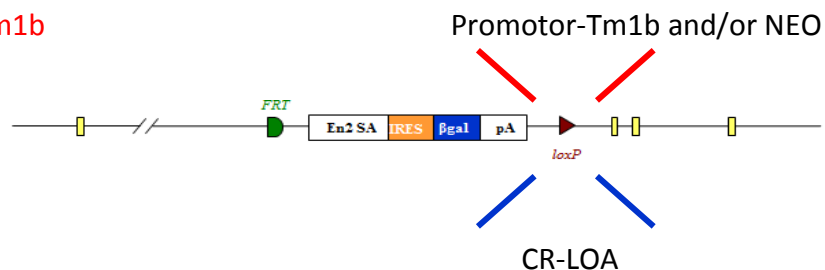 m1b
Promotor-Tm1b and/or NEO
FRT
En2 SA IRES βgal pA
loxP
CR-LOA